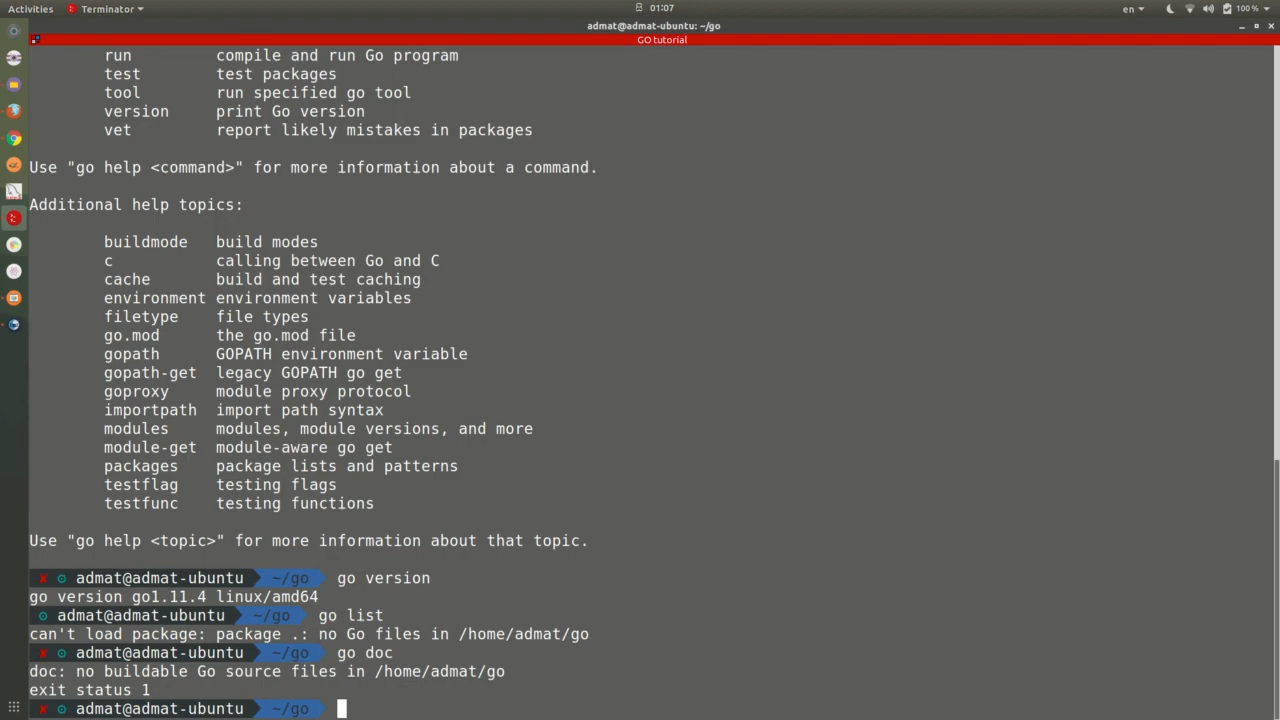 Activities Terminator 01:07 en 100 %
admat@admat-ubuntu: ~/go
GO tutorial
run compile and run Go program
test test packages
tool run specified go tool
version print Go version
vet report likely mistakes in packages
Use "go help <command>" for more information about a command.
Additional help topics:
buildmode build modes
c calling between Go and C
cache build and test caching
environment environment variables
filetype file types
go.mod the go.mod file
gopath GOPATH environment variable
gopath-get legacy GOPATH go get
goproxy module proxy protocol
importpath import path syntax
modules modules, module versions, and more
module-get module-aware go get
packages package lists and patterns
testflag testing flags
testfunc testing functions
Use "go help <topic>" for more information about that topic.
✘ ⚙ admat@admat-ubuntu ~/go go version
go version go1.11.4 linux/amd64
⚙ admat@admat-ubuntu ~/go go list
can't load package: package .: no Go files in /home/admat/go
✘ ⚙ admat@admat-ubuntu ~/go go doc
doc: no buildable Go source files in /home/admat/go
exit status 1
✘ ⚙ admat@admat-ubuntu ~/go